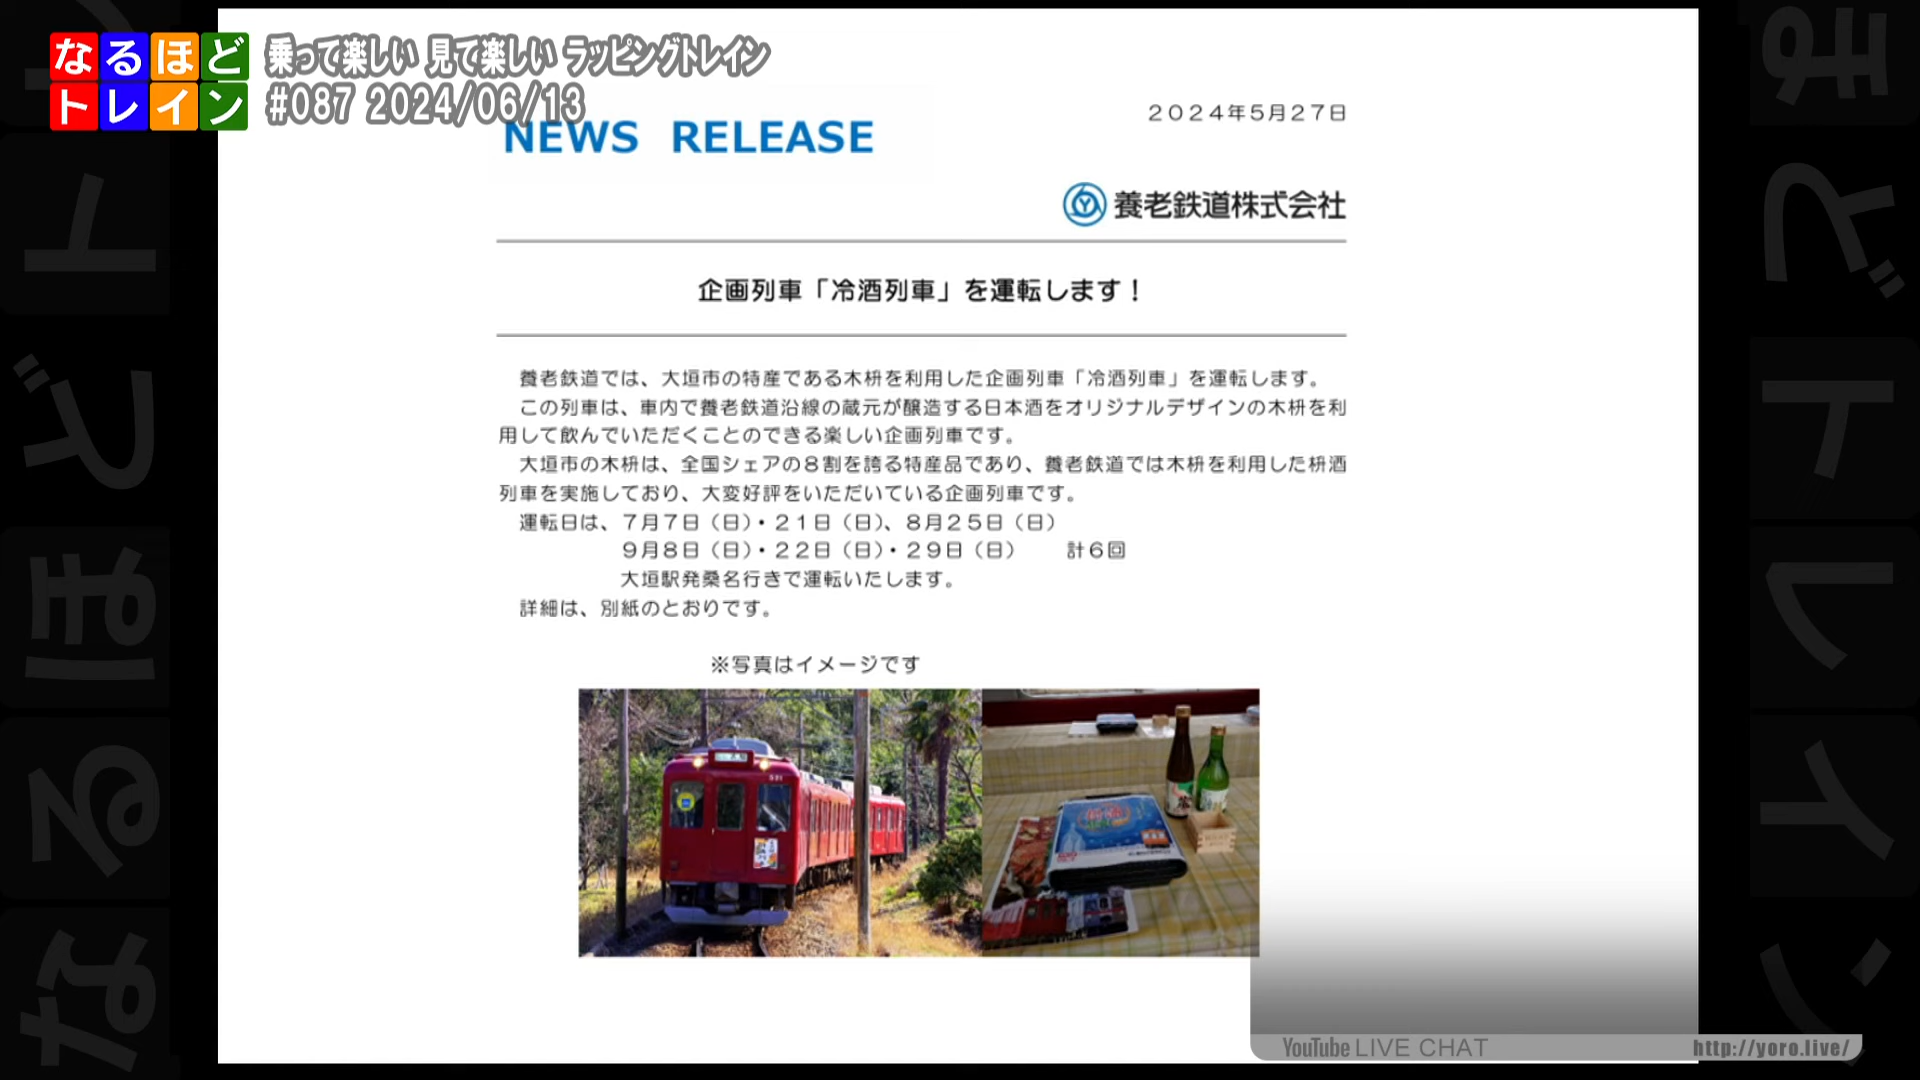 なるほど
トレイン
乗って楽しい 見て楽しい ラッピングトレイン
#087 2024/06/13
２０２４年５月２７日
NEWS RELEASE
養老鉄道株式会社
企画列車「冷酒列車」を運転します！
養老鉄道では、大垣市の特産である木枡を利用した企画列車「冷酒列車」を運転します。
この列車は、車内で養老鉄道沿線の蔵元が醸造する日本酒をオリジナルデザインの木枡を利
用して飲んでいただくことのできる楽しい企画列車です。
大垣市の木枡は、全国シェアの８割を誇る特産品であり、養老鉄道では木枡を利用した枡酒
列車を実施しており、大変好評をいただいている企画列車です。
運転日は、７月７日（日）・２１日（日）、８月２５日（日）
９月８日（日）・２２日（日）・２９日（日）　　計６回
大垣駅発桑名行きで運転いたします。
詳細は、別紙のとおりです。
※写真はイメージです
YouTube LIVE CHAT
http://yoro.live/
なるほどト
ほどトレイン